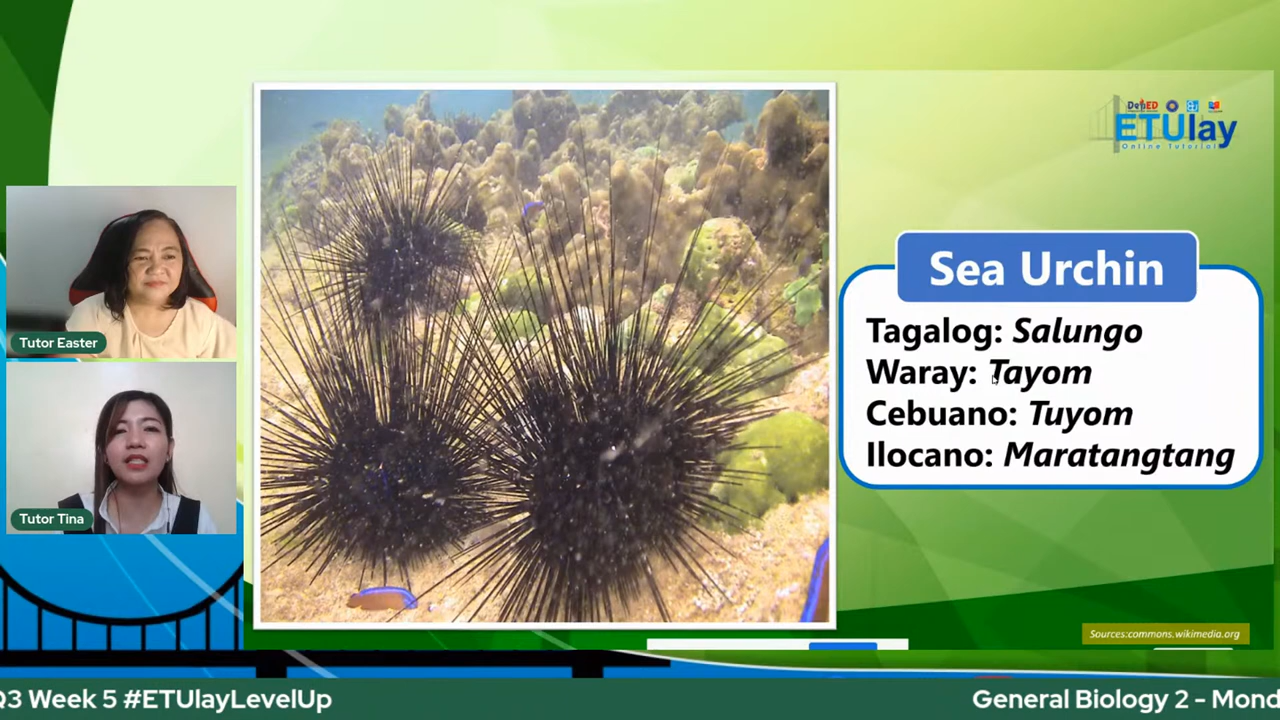 DepED
ETUlay
Online Tutorial
Sea Urchin
Tagalog: Salungo
Waray: Tayom
Cebuano: Tuyom
Ilocano: Maratangtang
Tutor Easter
Tutor Tina
Sources:commons.wikimedia.org
Q3 Week 5 #ETUlayLevelUp
General Biology 2 - Mond